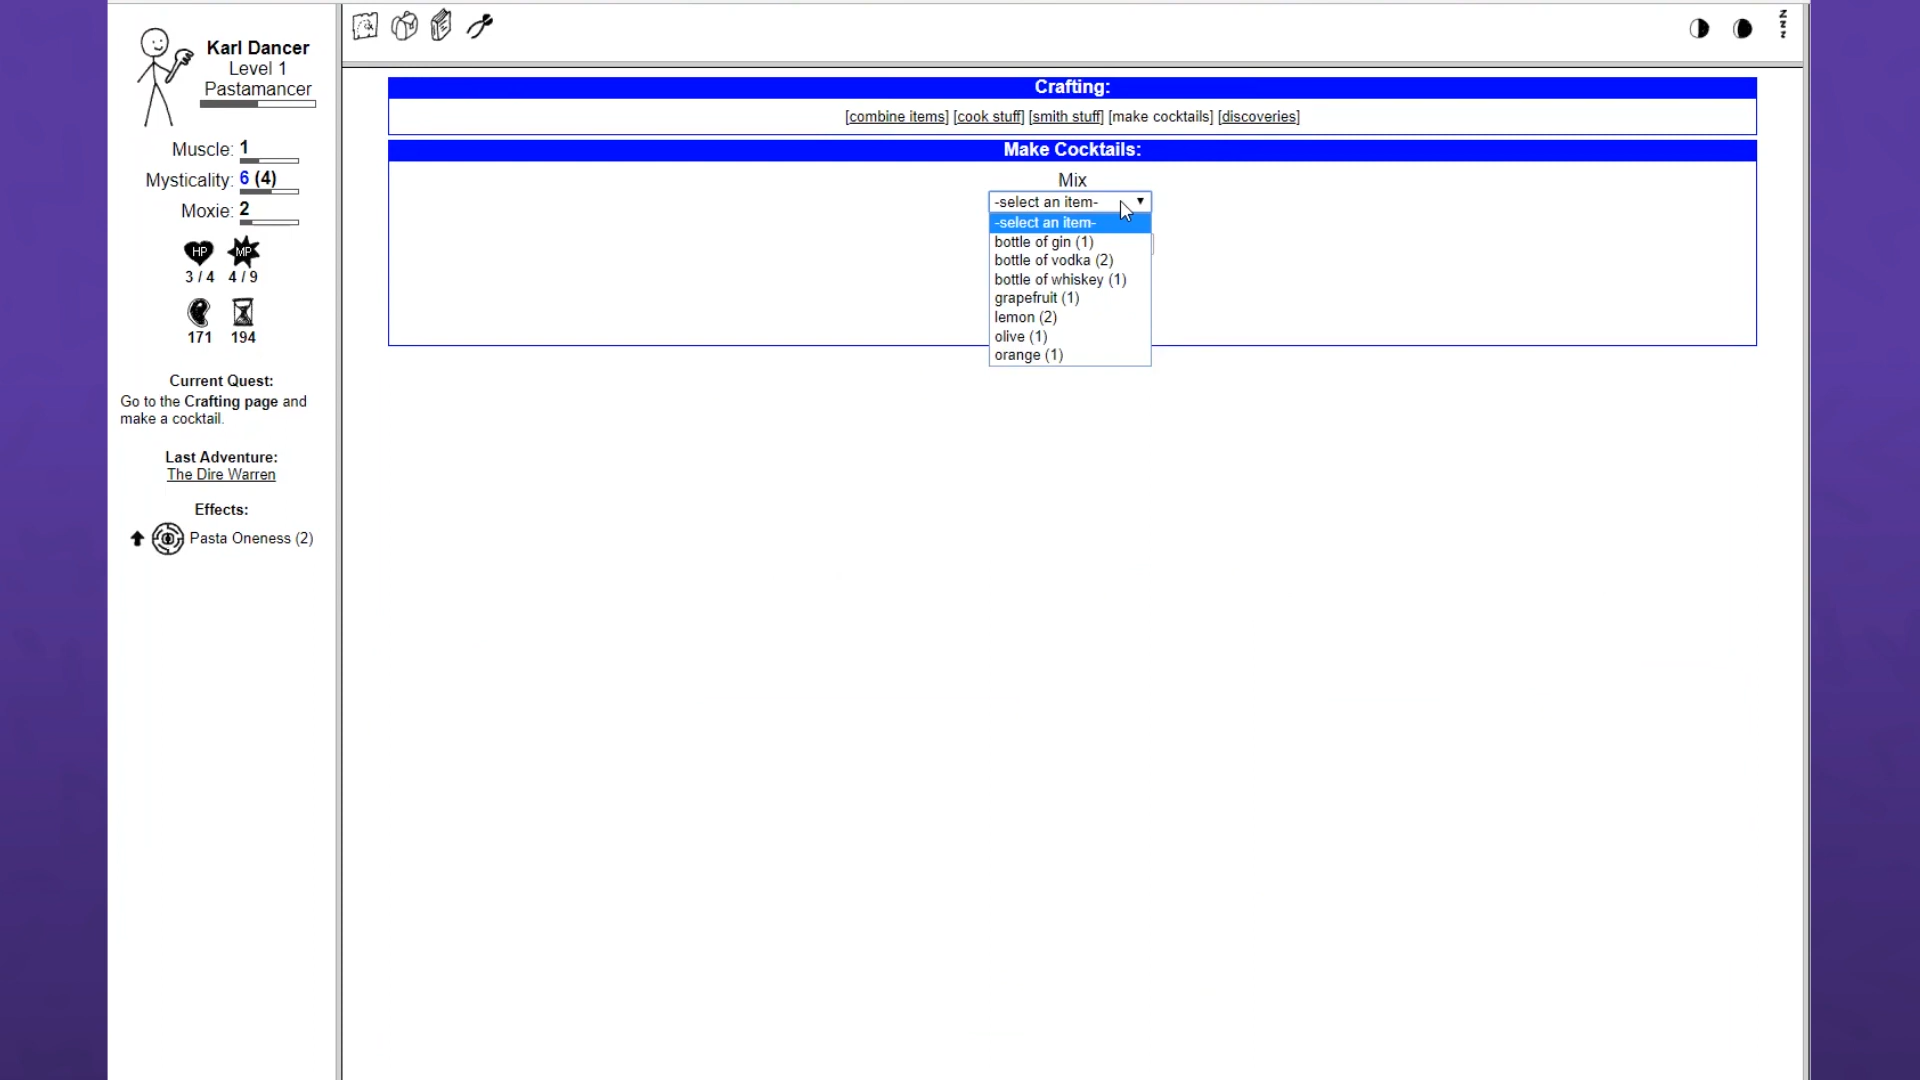 Karl Dancer
Level 1
Pastamancer
Muscle: 1
Mysticality: 6 (4)
Moxie: 2
HP MP
3 / 4 4 / 9
171 194
Current Quest:
Go to the Crafting page and
make a cocktail.
Last Adventure:
The Dire Warren
Effects:
Pasta Oneness (2)
z
z
z
Crafting:
[combine items] [cook stuff] [smith stuff] [make cocktails] [discoveries]
Make Cocktails:
Mix
-select an item-
-select an item-
bottle of gin (1)
bottle of vodka (2)
bottle of whiskey (1)
grapefruit (1)
lemon (2)
olive (1)
orange (1)